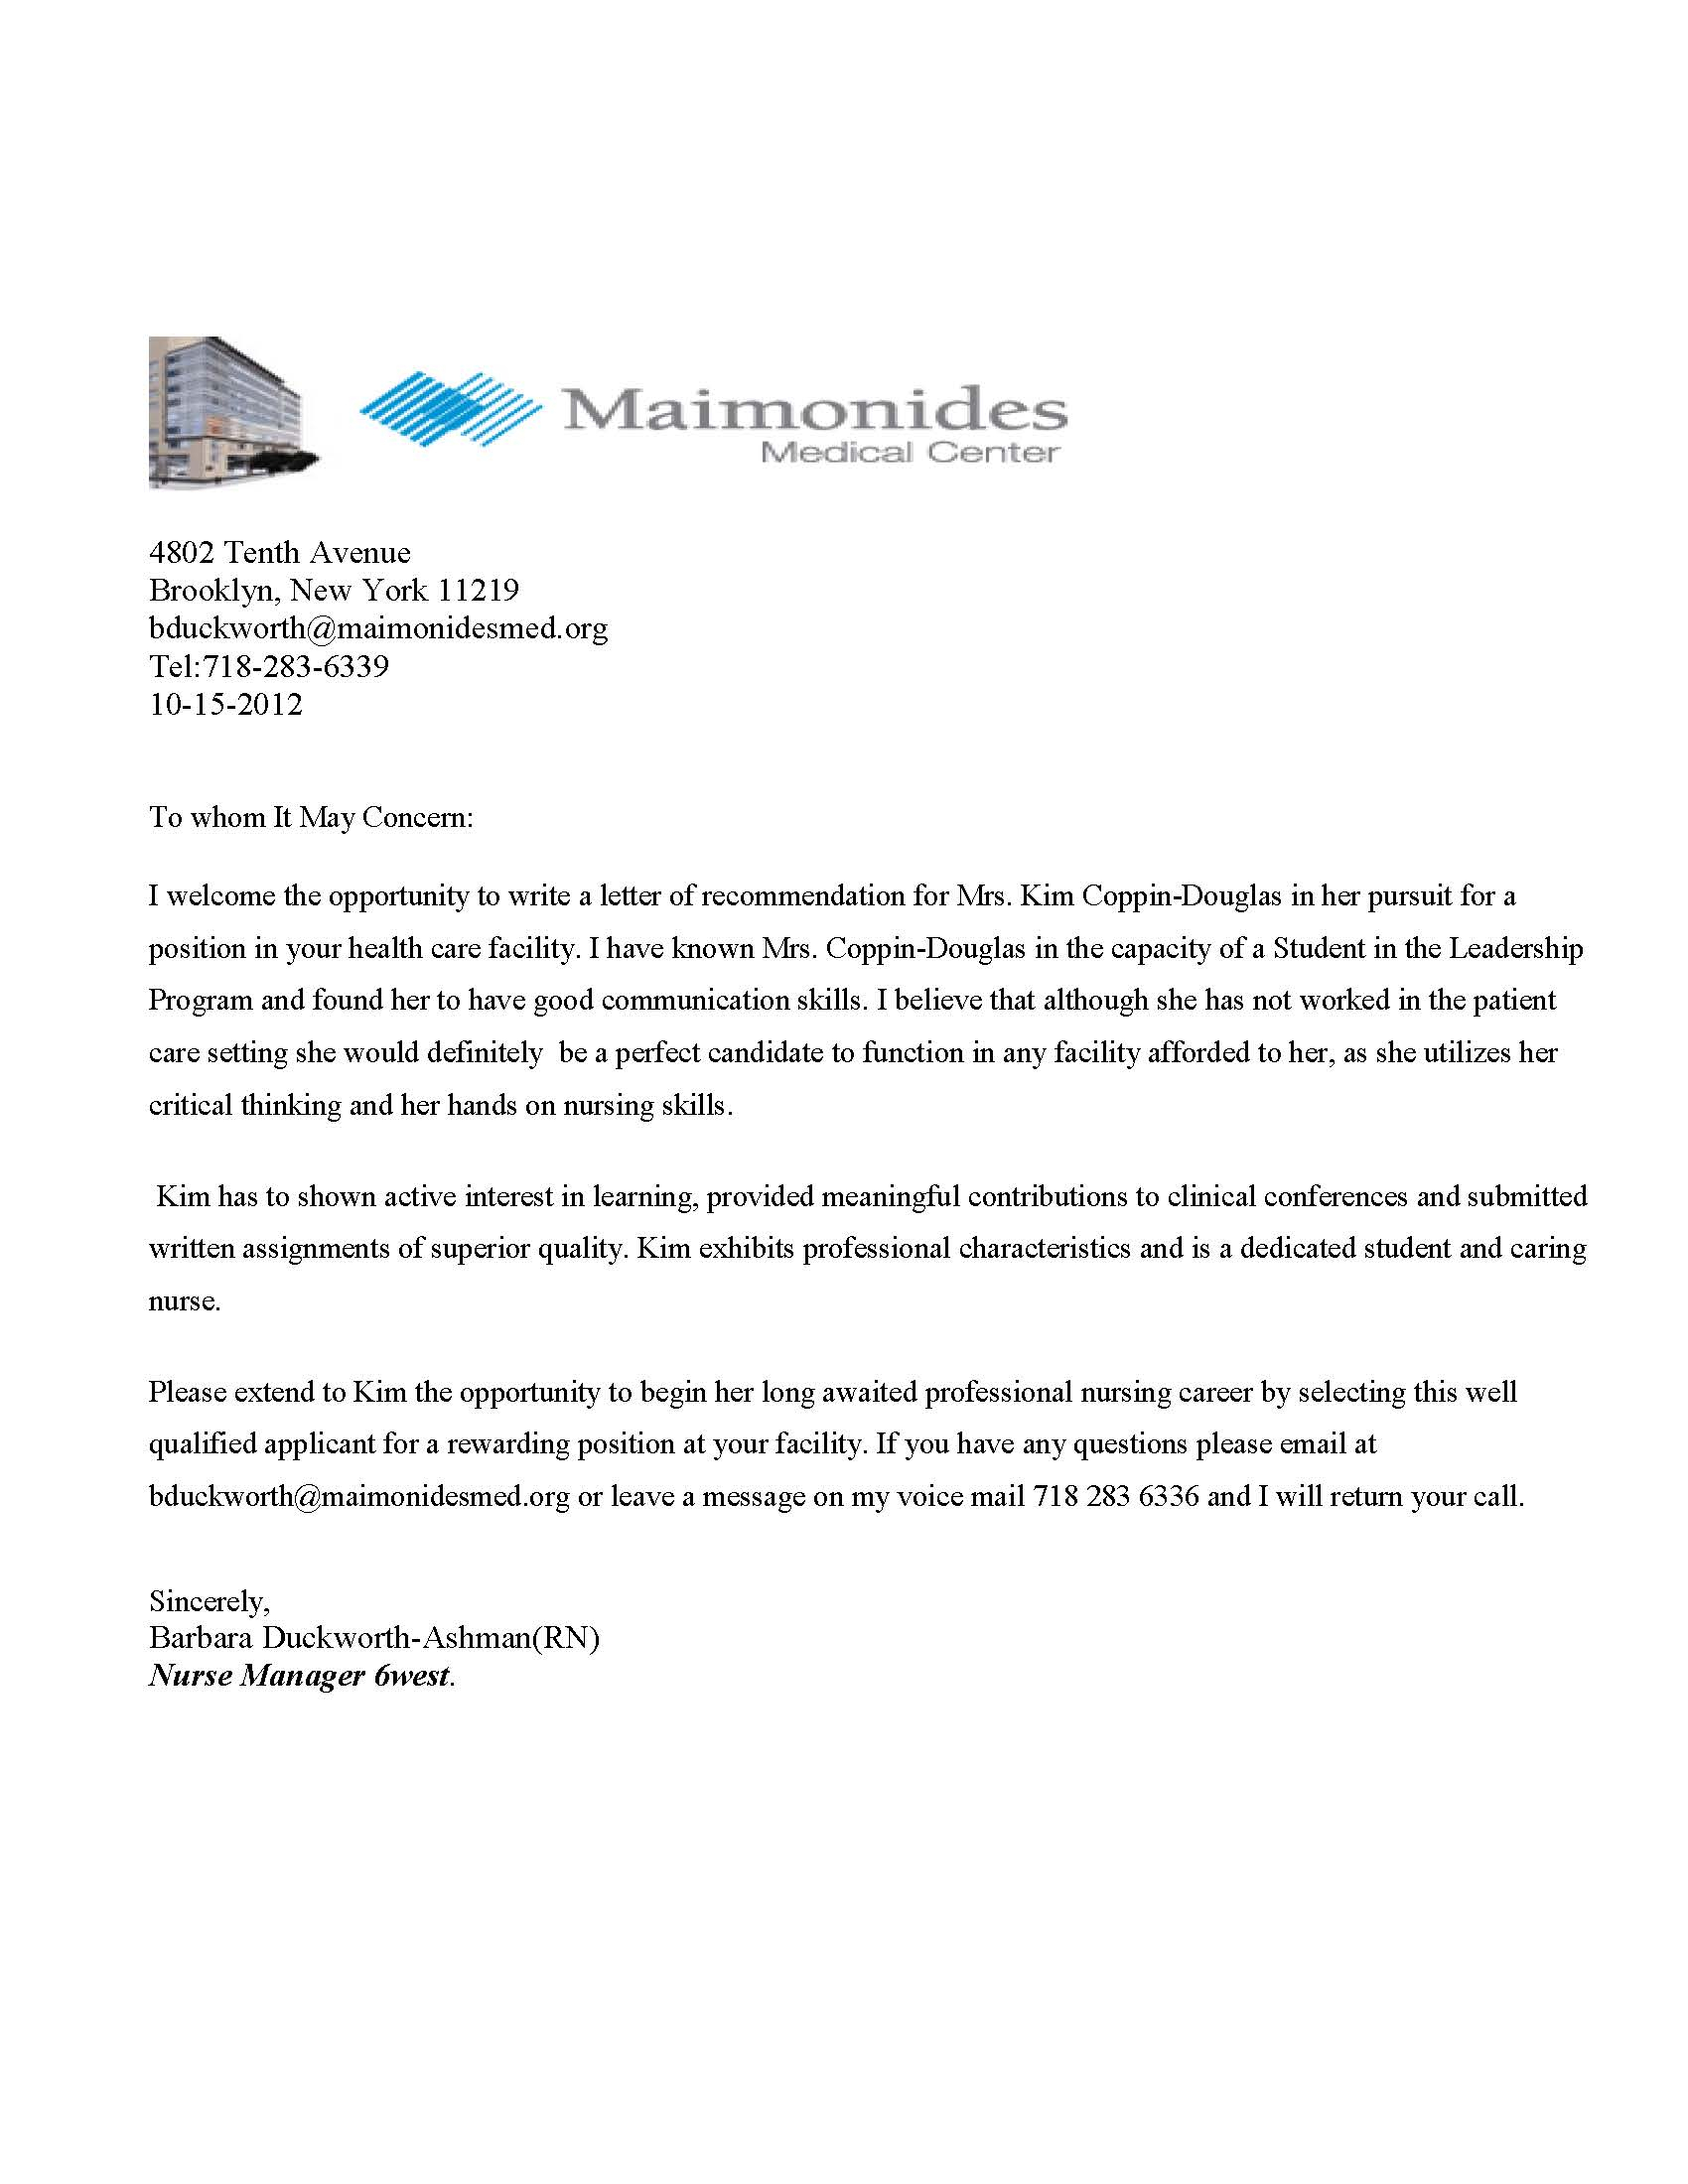 Maimonides
Medical Center
4802 Tenth Avenue
Brooklyn, New York 11219
bduckworth@maimonidesmed.org
Tel:718-283-6339
10-15-2012
To whom It May Concern:
I welcome the opportunity to write a letter of recommendation for Mrs. Kim Coppin-Douglas in her pursuit for a
position in your health care facility. I have known Mrs. Coppin-Douglas in the capacity of a Student in the Leadership
Program and found her to have good communication skills. I believe that although she has not worked in the patient
care setting she would definitely  be a perfect candidate to function in any facility afforded to her, as she utilizes her
critical thinking and her hands on nursing skills.
Kim has to shown active interest in learning, provided meaningful contributions to clinical conferences and submitted
written assignments of superior quality. Kim exhibits professional characteristics and is a dedicated student and caring
nurse.
Please extend to Kim the opportunity to begin her long awaited professional nursing career by selecting this well
qualified applicant for a rewarding position at your facility. If you have any questions please email at
bduckworth@maimonidesmed.org or leave a message on my voice mail 718 283 6336 and I will return your call.
Sincerely,
Barbara Duckworth-Ashman(RN)
Nurse Manager 6west.